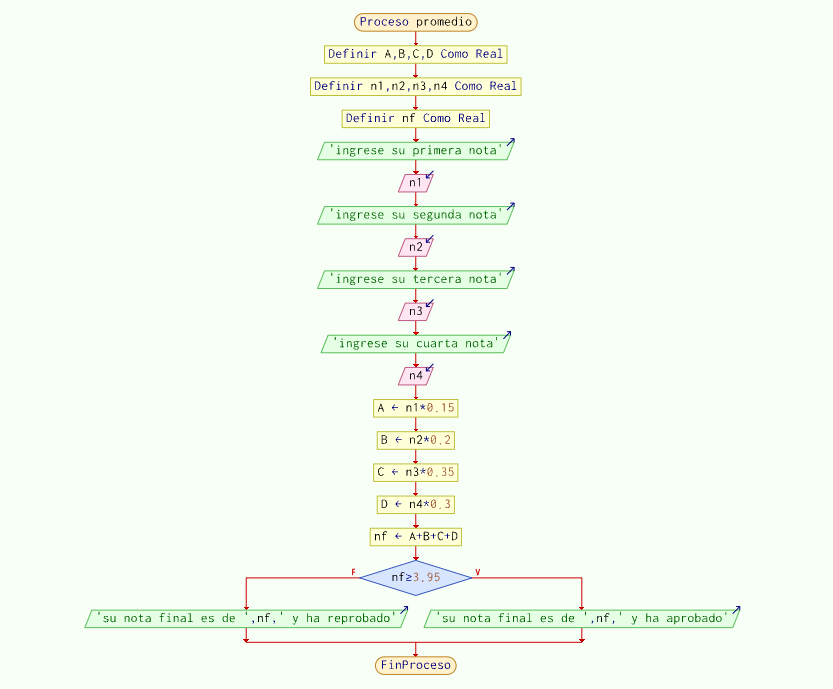 Proceso promedio
Definir A,B,C,D Como Real
Definir n1,n2,n3,n4 Como Real
Definir nf Como Real
'ingrese su primera nota'
n1
'ingrese su segunda nota'
n2
'ingrese su tercera nota'
n3
'ingrese su cuarta nota'
n4
A ← n1*0.15
B ← n2*0.2
C ← n3*0.35
D ← n4*0.3
nf ← A+B+C+D
F
nf≥3.95
V
'su nota final es de ',nf,' y ha reprobado'
'su nota final es de ',nf,' y ha aprobado'
FinProceso